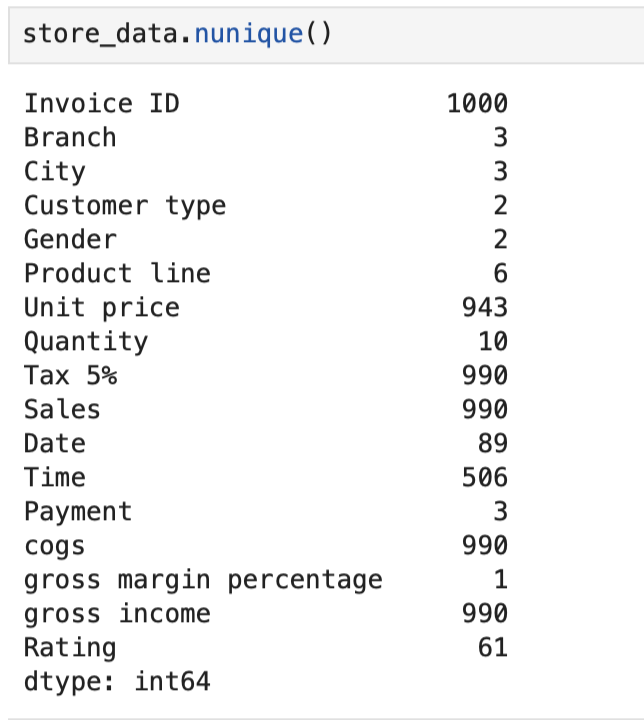 store_data.nunique()
Invoice ID 1000
Branch 3
City 3
Customer type 2
Gender 2
Product line 6
Unit price 943
Quantity 10
Tax 5% 990
Sales 990
Date 89
Time 506
Payment 3
cogs 990
gross margin percentage 1
gross income 990
Rating 61
dtype: int64